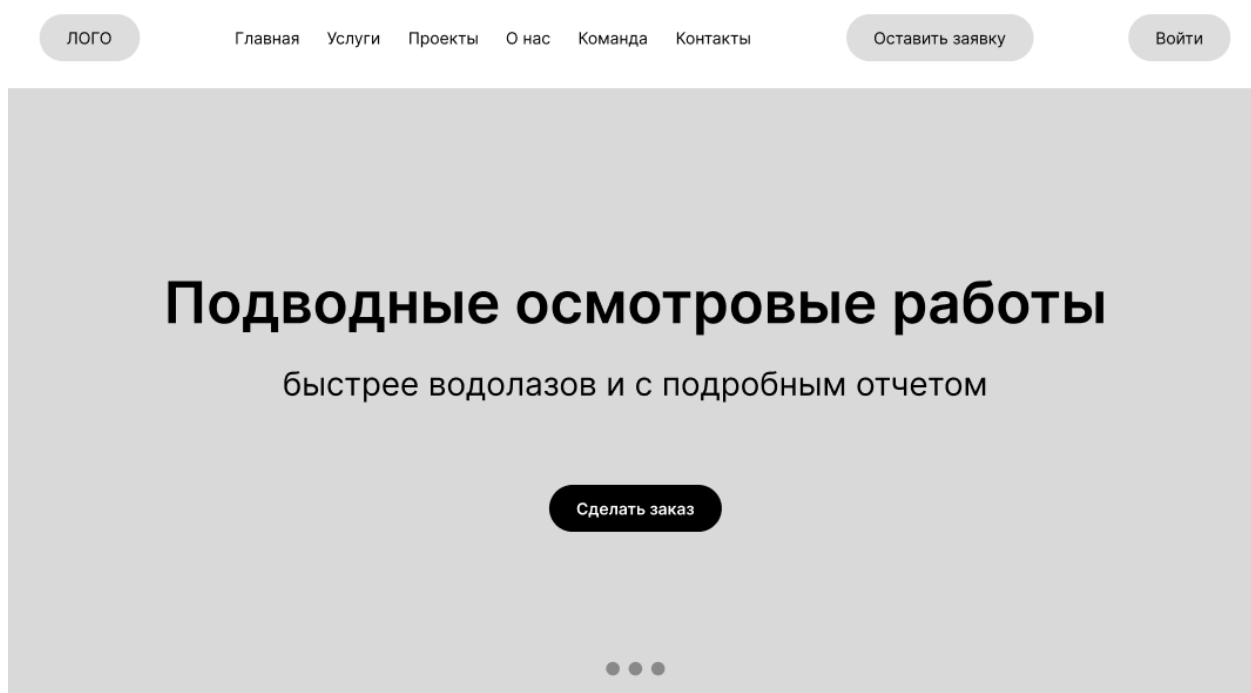 ЛОГО Главная Услуги Проекты О нас Команда Контакты Оставить заявку Войти
Подводные осмотровые работы
быстрее водолазов и с подробным отчетом
Сделать заказ